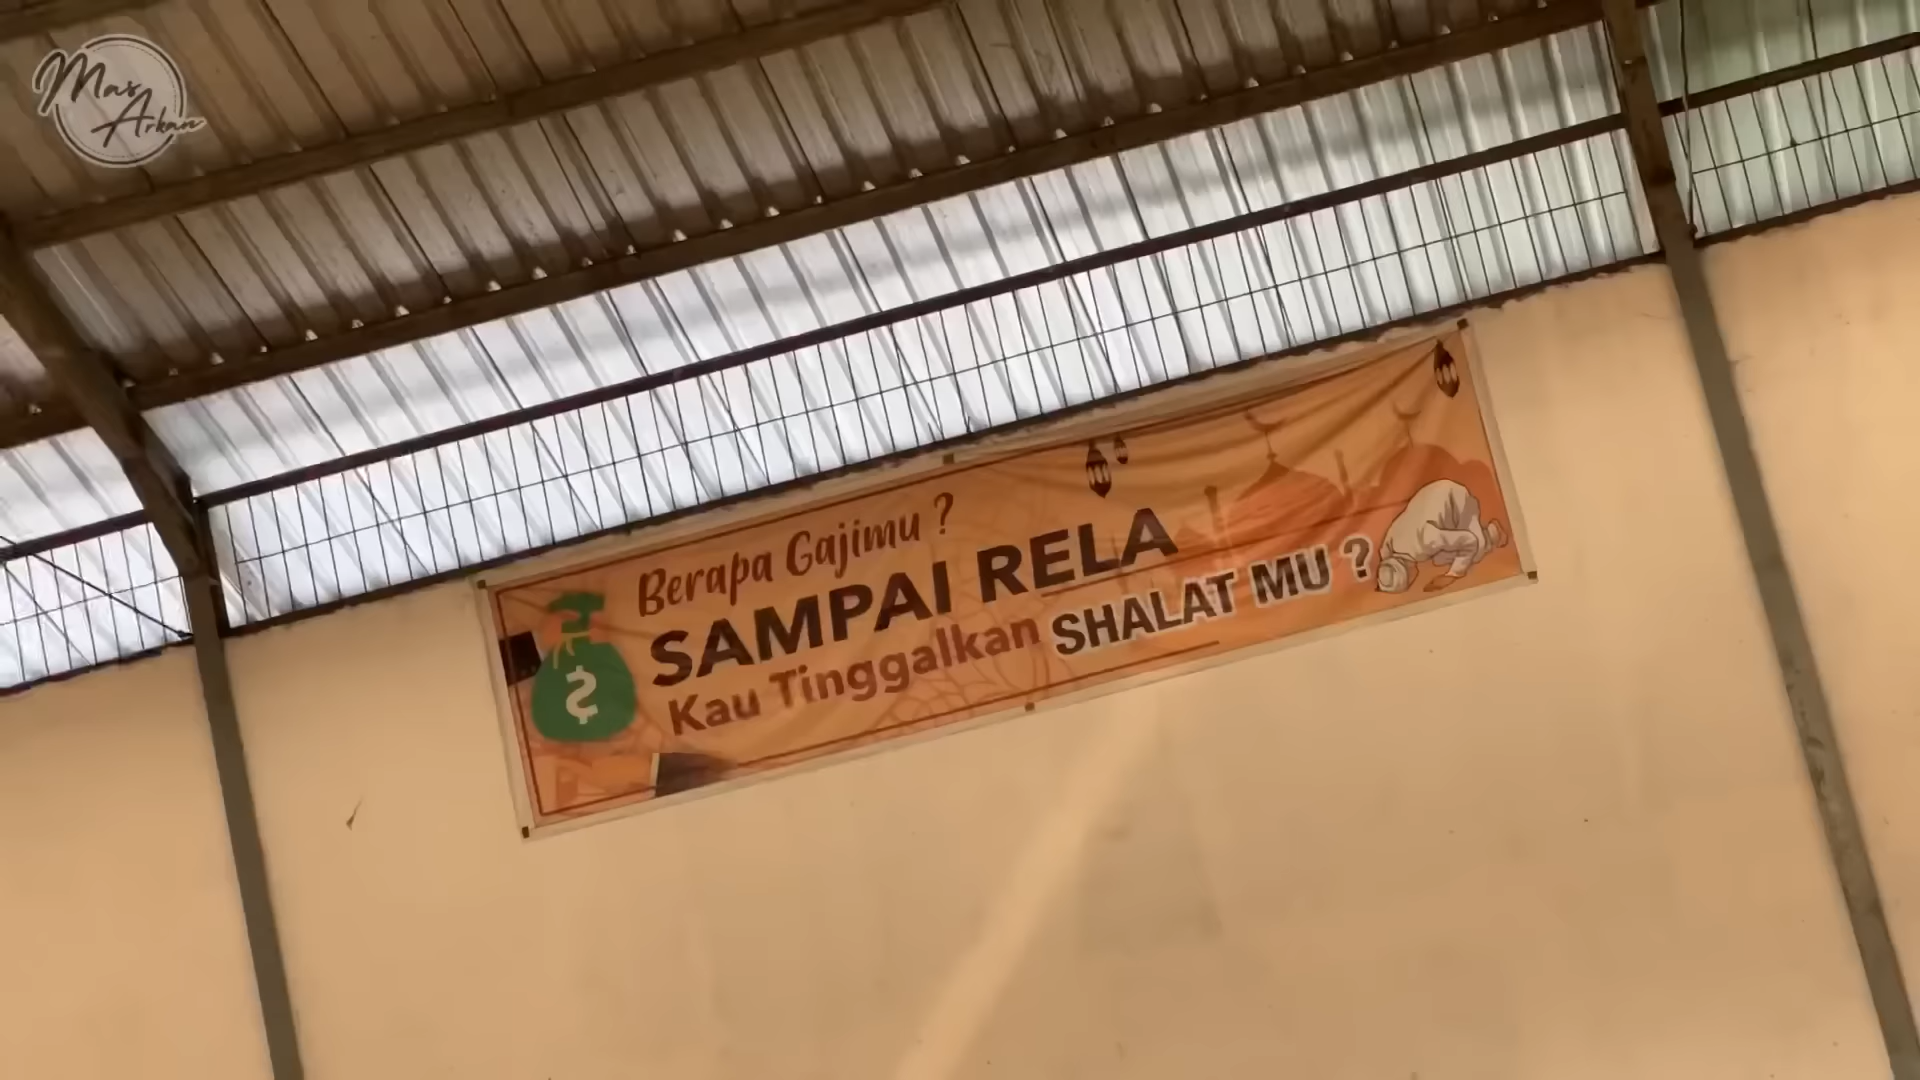 Mas
Arkan
Berapa Gajimu ?
SAMPAI RELA
Kau Tinggalkan SHALAT MU ?
$